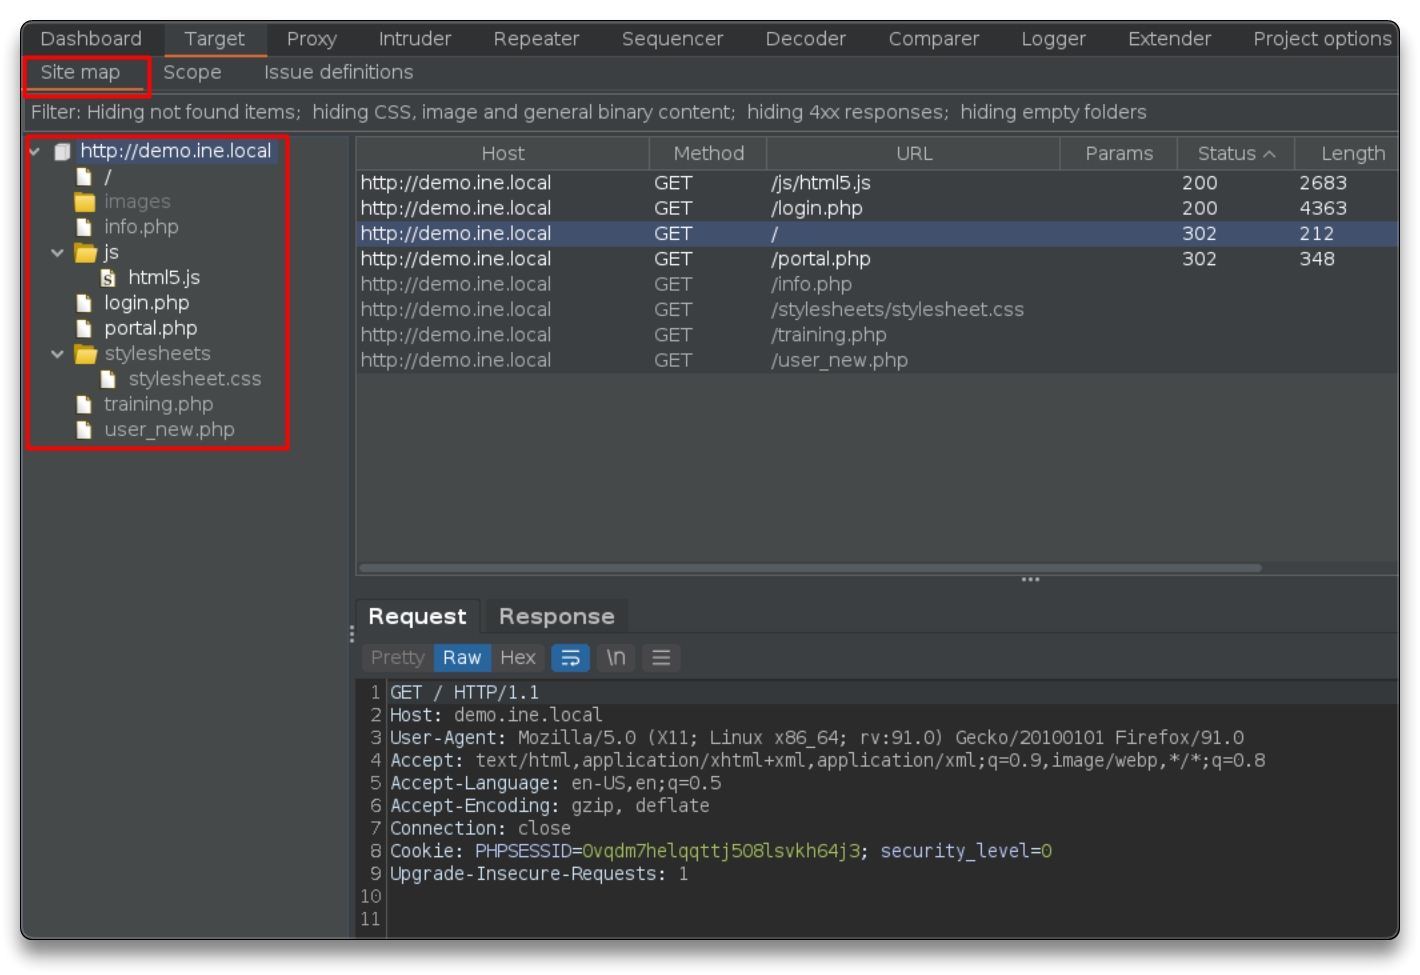 Dashboard Target Proxy Intruder Repeater Sequencer Decoder Comparer Logger Extender Project options
Site map Scope Issue definitions
Filter: Hiding not found items; hiding CSS, image and general binary content; hiding 4xx responses; hiding empty folders
http://demo.ine.local
/
images
info.php
js
html5.js
login.php
portal.php
stylesheets
stylesheet.css
training.php
user_new.php
Host Method URL Params Status Length
http://demo.ine.local GET /js/html5.js 200 2683
http://demo.ine.local GET /login.php 200 4363
http://demo.ine.local GET / 302 212
http://demo.ine.local GET /portal.php 302 348
http://demo.ine.local GET /info.php
http://demo.ine.local GET /stylesheets/stylesheet.css
http://demo.ine.local GET /training.php
http://demo.ine.local GET /user_new.php
Request Response
Pretty Raw Hex \n
1 GET / HTTP/1.1
2 Host: demo.ine.local
3 User-Agent: Mozilla/5.0 (X11; Linux x86_64; rv:91.0) Gecko/20100101 Firefox/91.0
4 Accept: text/html,application/xhtml+xml,application/xml;q=0.9,image/webp,*/*;q=0.8
5 Accept-Language: en-US,en;q=0.5
6 Accept-Encoding: gzip, deflate
7 Connection: close
8 Cookie: PHPSESSID=0vqdm7helqqttj508lsvkh64j3; security_level=0
9 Upgrade-Insecure-Requests: 1
10
11